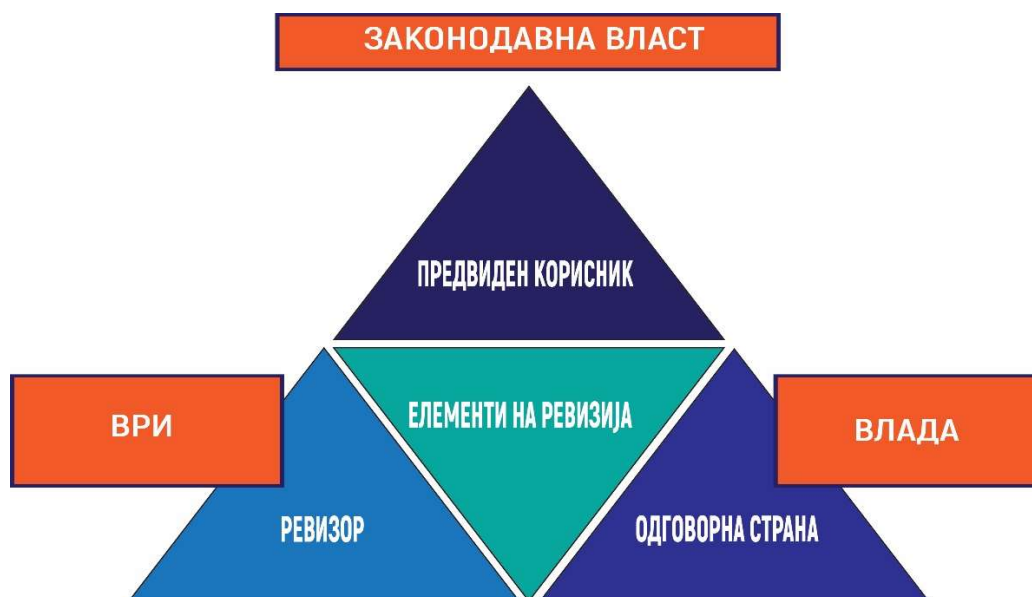 ЗАКОНОДАВНА ВЛАСТ
ПРЕДВИДЕН КОРИСНИК
ВРИ
ЕЛЕМЕНТИ НА РЕВИЗИЈА
ВЛАДА
РЕВИЗОР
ОДГОВОРНА СТРАНА